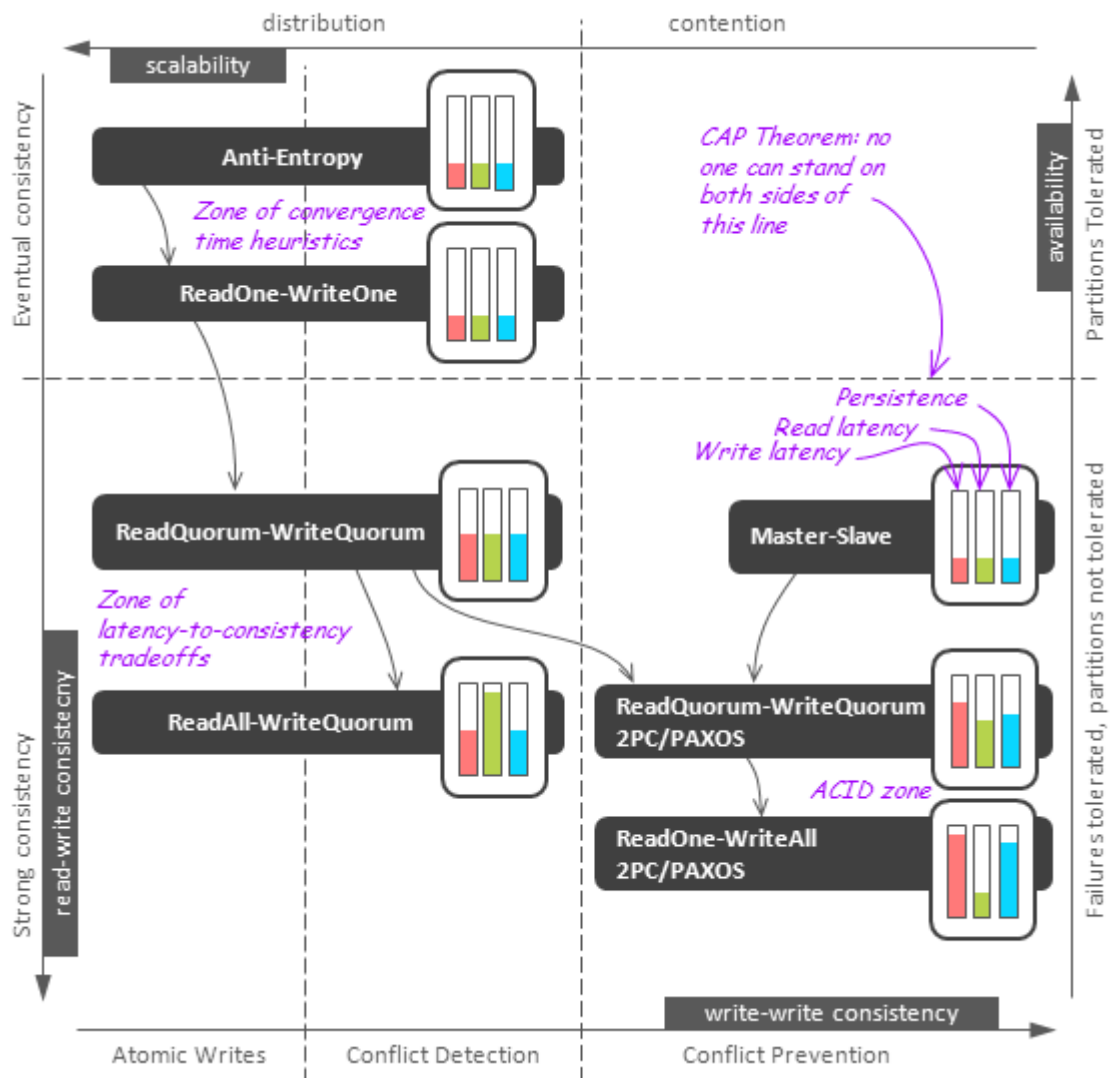 distribution
contention
scalability
Eventual consistency
Anti-Entropy
CAP Theorem: no
one can stand on
both sides of
this line
availability
Partitions Tolerated
Zone of convergence
time heuristics
ReadOne-WriteOne
Persistence
Read latency
Write latency
ReadQuorum-WriteQuorum
Master-Slave
Zone of
latency-to-consistency
tradeoffs
ReadAll-WriteQuorum
ReadQuorum-WriteQuorum
2PC/PAXOS
ACID zone
ReadOne-WriteAll
2PC/PAXOS
Strong consistency
read-write consistecny
Failures tolerated, partitions not tolerated
write-write consistency
Atomic Writes
Conflict Detection
Conflict Prevention